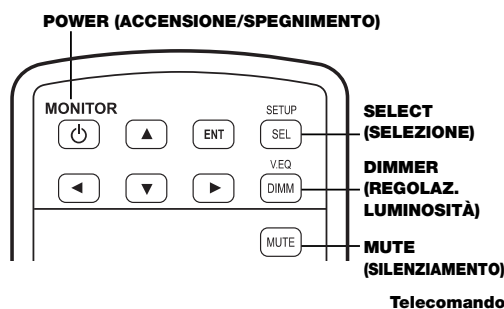 POWER (ACCENSIONE/SPEGNIMENTO)
MONITOR
SETUP
ENT
SEL
SELECT
(SELEZIONE)
V.EQ
DIMM
DIMMER
(REGOLAZ.
LUMINOSITÀ)
MUTE
MUTE
(SILENZIAMENTO)
Telecomando